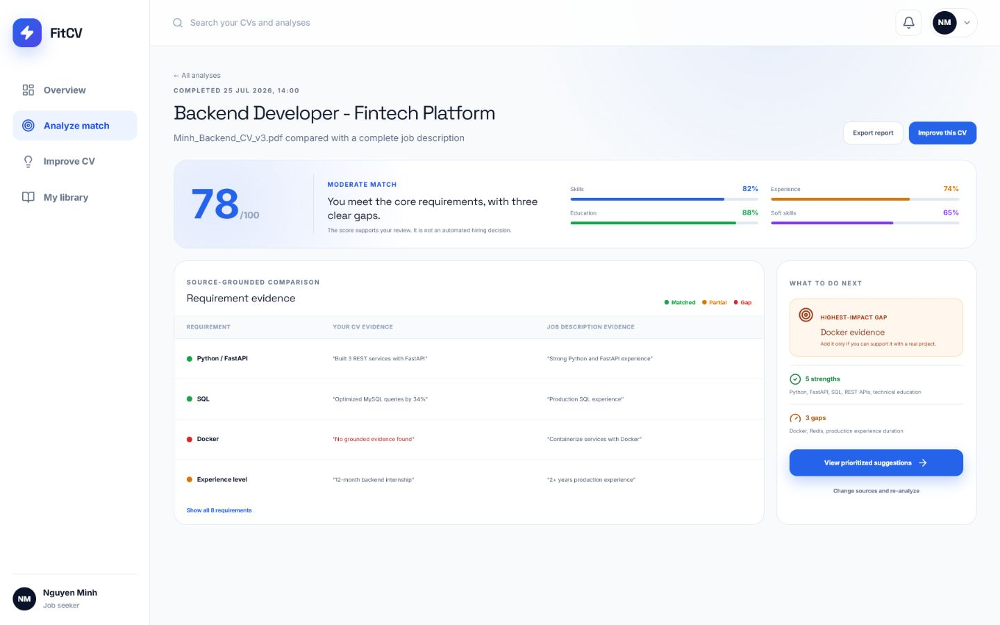 FitCV
Search your CVs and analyses
NM
Overview
Analyze match
Improve CV
My library
← All analyses
COMPLETED 25 JUL 2026, 14:00
Backend Developer - Fintech Platform
Minh_Backend_CV_v3.pdf compared with a complete job description
Export report
Improve this CV
78/100
MODERATE MATCH
You meet the core requirements, with three
clear gaps.
The score supports your review. It is not an automated hiring decision.
Skills 82%
Experience 74%
Education 88%
Soft skills 65%
SOURCE-GROUNDED COMPARISON
Requirement evidence
Matched Partial Gap
REQUIREMENT YOUR CV EVIDENCE JOB DESCRIPTION EVIDENCE
Python / FastAPI "Built 3 REST services with FastAPI" "Strong Python and FastAPI experience"
SQL "Optimized MySQL queries by 34%" "Production SQL experience"
Docker "No grounded evidence found" "Containerize services with Docker"
Experience level "12-month backend internship" "2+ years production experience"
Show all 8 requirements
WHAT TO DO NEXT
HIGHEST-IMPACT GAP
Docker evidence
Add it only if you can support it with a real project.
5 strengths
Python, FastAPI, SQL, REST APIs, technical education
3 gaps
Docker, Redis, production experience duration
View prioritized suggestions →
Change sources and re-analyze
NM
Nguyen Minh
Job seeker